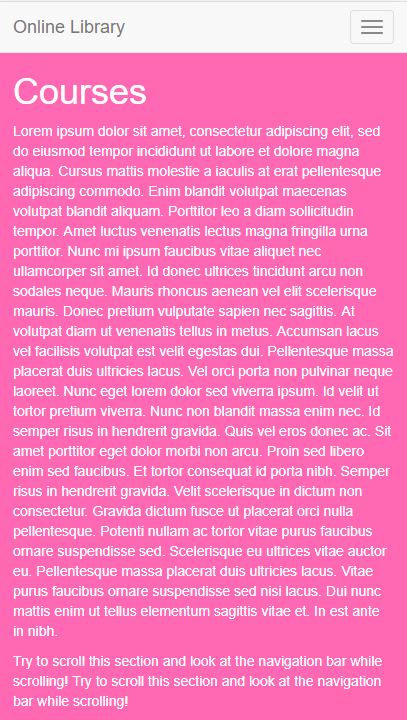 Online Library
Courses
Lorem ipsum dolor sit amet, consectetur adipiscing elit, sed
do eiusmod tempor incididunt ut labore et dolore magna
aliqua. Cursus mattis molestie a iaculis at erat pellentesque
adipiscing commodo. Enim blandit volutpat maecenas
volutpat blandit aliquam. Porttitor leo a diam sollicitudin
tempor. Amet luctus venenatis lectus magna fringilla urna
porttitor. Nunc mi ipsum faucibus vitae aliquet nec
ullamcorper sit amet. Id donec ultrices tincidunt arcu non
sodales neque. Mauris rhoncus aenean vel elit scelerisque
mauris. Donec pretium vulputate sapien nec sagittis. At
volutpat diam ut venenatis tellus in metus. Accumsan lacus
vel facilisis volutpat est velit egestas dui. Pellentesque massa
placerat duis ultricies lacus. Vel orci porta non pulvinar neque
laoreet. Nunc eget lorem dolor sed viverra ipsum. Id velit ut
tortor pretium viverra. Nunc non blandit massa enim nec. Id
semper risus in hendrerit gravida. Quis vel eros donec ac. Sit
amet porttitor eget dolor morbi non arcu. Proin sed libero
enim sed faucibus. Et tortor consequat id porta nibh. Semper
risus in hendrerit gravida. Velit scelerisque in dictum non
consectetur. Gravida dictum fusce ut placerat orci nulla
pellentesque. Potenti nullam ac tortor vitae purus faucibus
ornare suspendisse sed. Scelerisque eu ultrices vitae auctor
eu. Pellentesque massa placerat duis ultricies lacus. Vitae
purus faucibus ornare suspendisse sed nisi lacus. Dui nunc
mattis enim ut tellus elementum sagittis vitae et. In est ante
in nibh.
Try to scroll this section and look at the navigation bar while
scrolling! Try to scroll this section and look at the navigation
bar while scrolling!